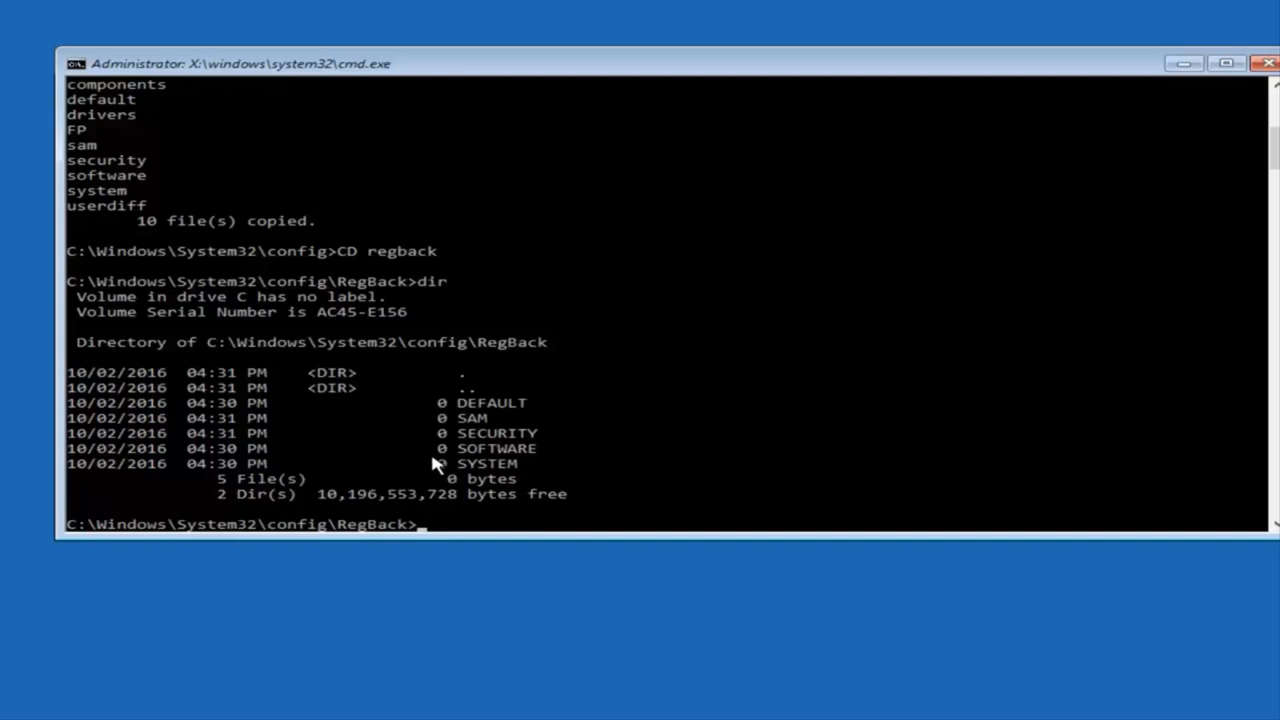 Administrator: X:\windows\system32\cmd.exe
components
default
drivers
FP
sam
security
software
system
userdiff
10 file(s) copied.
C:\Windows\System32\config>CD regback
C:\Windows\System32\config\RegBack>dir
Volume in drive C has no label.
Volume Serial Number is AC45-E156
Directory of C:\Windows\System32\config\RegBack
10/02/2016 04:31 PM <DIR> .
10/02/2016 04:31 PM <DIR> ..
10/02/2016 04:30 PM 0 DEFAULT
10/02/2016 04:31 PM 0 SAM
10/02/2016 04:31 PM 0 SECURITY
10/02/2016 04:30 PM 0 SOFTWARE
10/02/2016 04:30 PM 0 SYSTEM
5 File(s) 0 bytes
2 Dir(s) 10,196,553,728 bytes free
C:\Windows\System32\config\RegBack>_